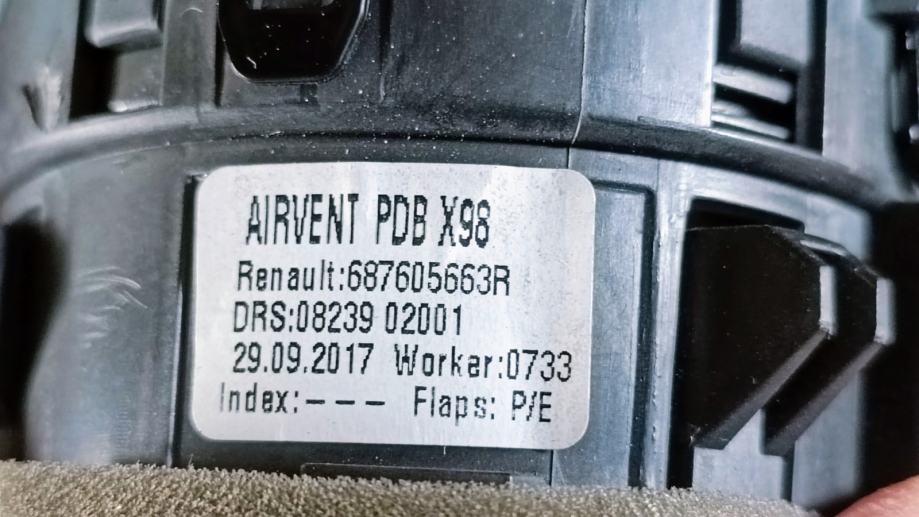 AIRVENT PDB X98
Renault:687605663R
DRS:08239 02001
29.09.2017 Worker:0733
Index:--- Flaps: P/E